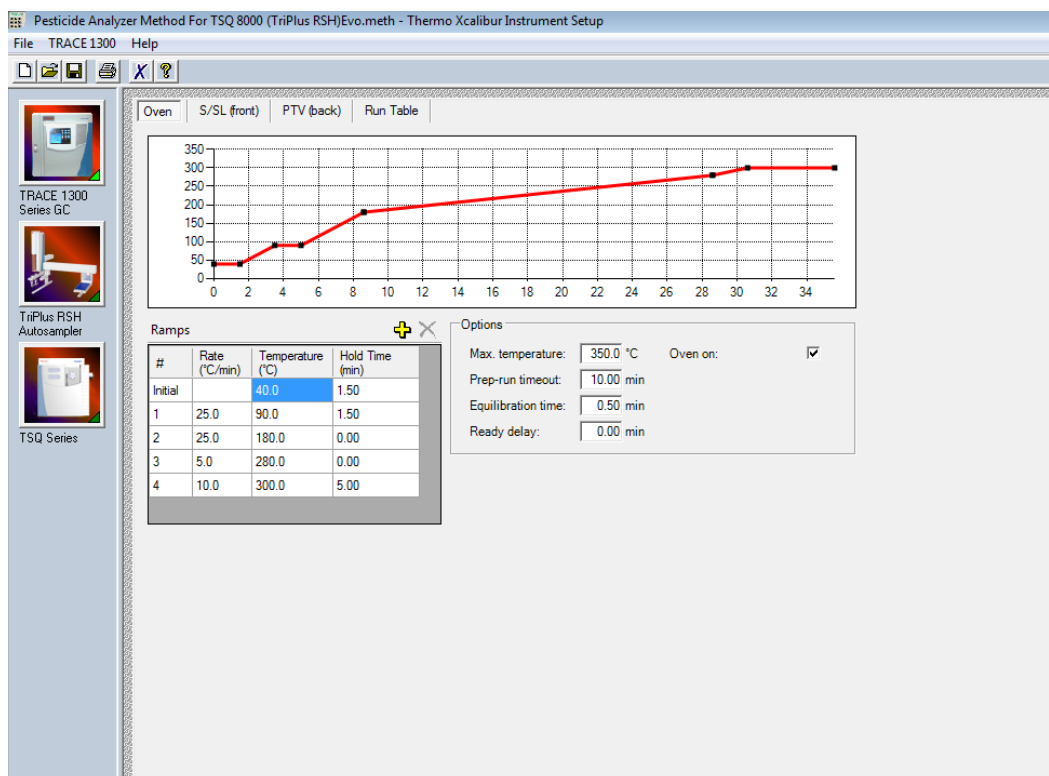 Pesticide Analyzer Method For TSQ 8000 (TriPlus RSH)Evo.meth - Thermo Xcalibur Instrument Setup
File TRACE 1300 Help
Oven S/SL (front) PTV (back) Run Table
TRACE 1300
Series GC
TriPlus RSH
Autosampler
TSQ Series
350
300
250
200
150
100
50
0
0 2 4 6 8 10 12 14 16 18 20 22 24 26 28 30 32 34
Ramps
# Rate (°C/min) Temperature (°C) Hold Time (min)
Initial 40.0 1.50
1 25.0 90.0 1.50
2 25.0 180.0 0.00
3 5.0 280.0 0.00
4 10.0 300.0 5.00
Options
Max. temperature: 350.0 °C Oven on:
Prep-run timeout: 10.00 min
Equilibration time: 0.50 min
Ready delay: 0.00 min